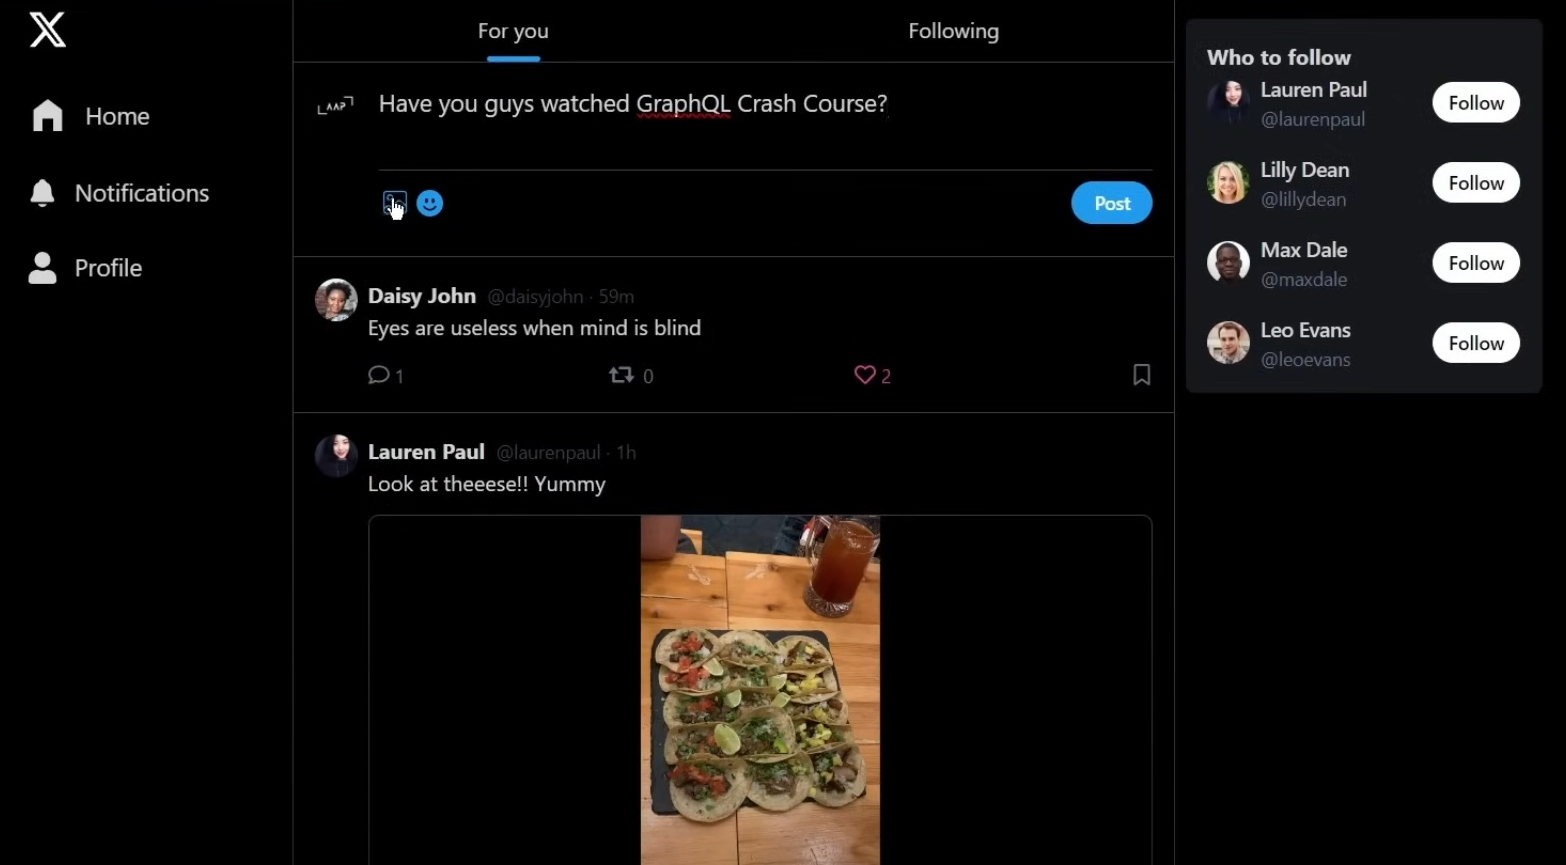 X
Home
Notifications
Profile
For you
Following
Have you guys watched GraphQL Crash Course?
Post
Daisy John @daisyjohn · 59m
Eyes are useless when mind is blind
1
0
2
Lauren Paul @laurenpaul · 1h
Look at theeese!! Yummy
Who to follow
Lauren Paul
@laurenpaul
Follow
Lilly Dean
@lillydean
Follow
Max Dale
@maxdale
Follow
Leo Evans
@leoevans
Follow